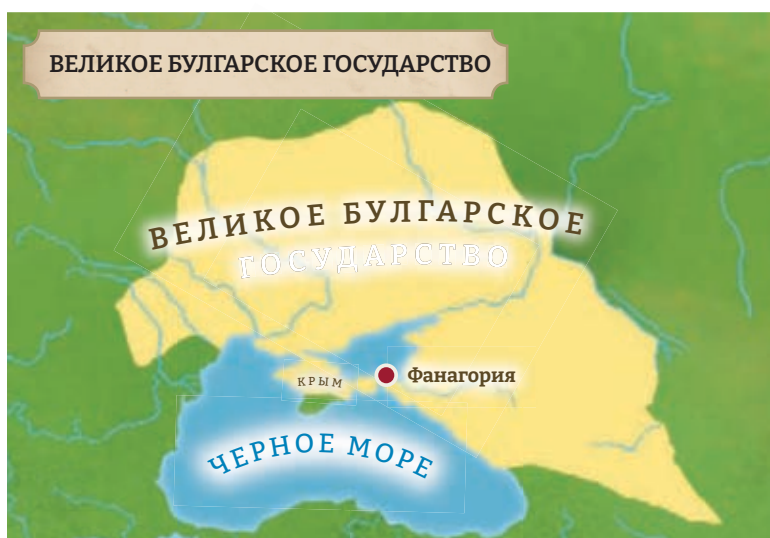 ВЕЛИКОЕ БУЛГАРСКОЕ ГОСУДАРСТВО
ВЕЛИКОЕ БУЛГАРСКОЕ
ГОСУДАРСТВО
КРЫМ
Фанагория
ЧЕРНОЕ МОРЕ